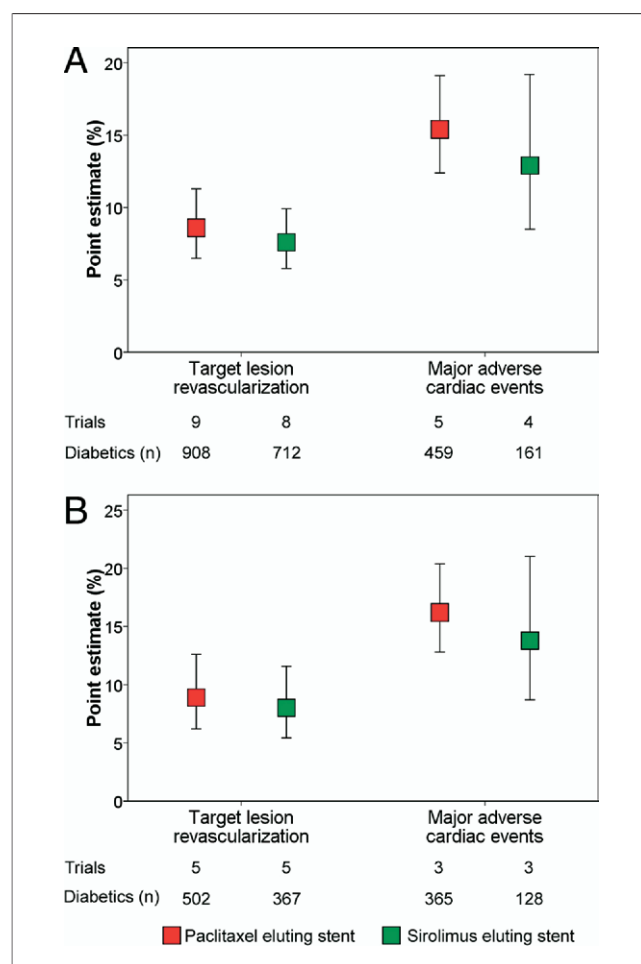 A
Point estimate (%)
20
15
10
5
0
Target lesion
revascularization
Major adverse
cardiac events
Trials 9 8 5 4
Diabetics (n) 908 712 459 161
B
Point estimate (%)
25
20
15
10
5
0
Target lesion
revascularization
Major adverse
cardiac events
Trials 5 5 3 3
Diabetics (n) 502 367 365 128
Paclitaxel eluting stent Sirolimus eluting stent